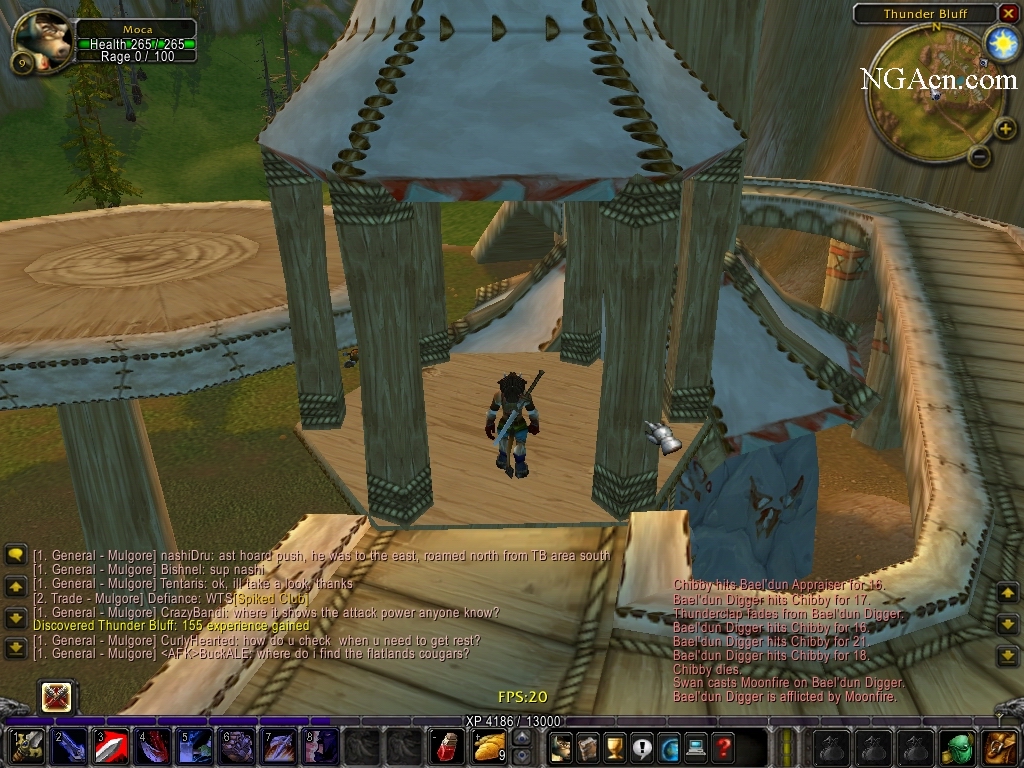 Moca
Health 265 / 265
Rage 0 / 100
9
Thunder Bluff
N
NGAcn.com
[1. General - Mulgore] nashiDru: ast hoard push, he was to the east, roamed north from TB area south
[1. General - Mulgore] Bishnel: sup nashi
[1. General - Mulgore] Tentaris: ok, ill take a look, thanks
[2. Trade - Mulgore] Defiance: WTS[Spiked Club]
[1. General - Mulgore] CrazyBandi: where it shows the attack power anyone know?
Discovered Thunder Bluff: 155 experience gained
[1. General - Mulgore] CurlyHearted: how do u check when u need to get rest?
[1. General - Mulgore] <AFK>BuckALE: where do i find the flatlands cougars?
Chibby hits Bael'dun Appraiser for 16.
Bael'dun Digger hits Chibby for 17.
Thunderclap fades from Bael'dun Digger.
Bael'dun Digger hits Chibby for 16.
Bael'dun Digger hits Chibby for 21.
Bael'dun Digger hits Chibby for 18.
Chibby dies.
Swan casts Moonfire on Bael'dun Digger.
Bael'dun Digger is afflicted by Moonfire.
FPS:20
XP 4186 / 13000
1 2 3 4 5 6 7 8 9